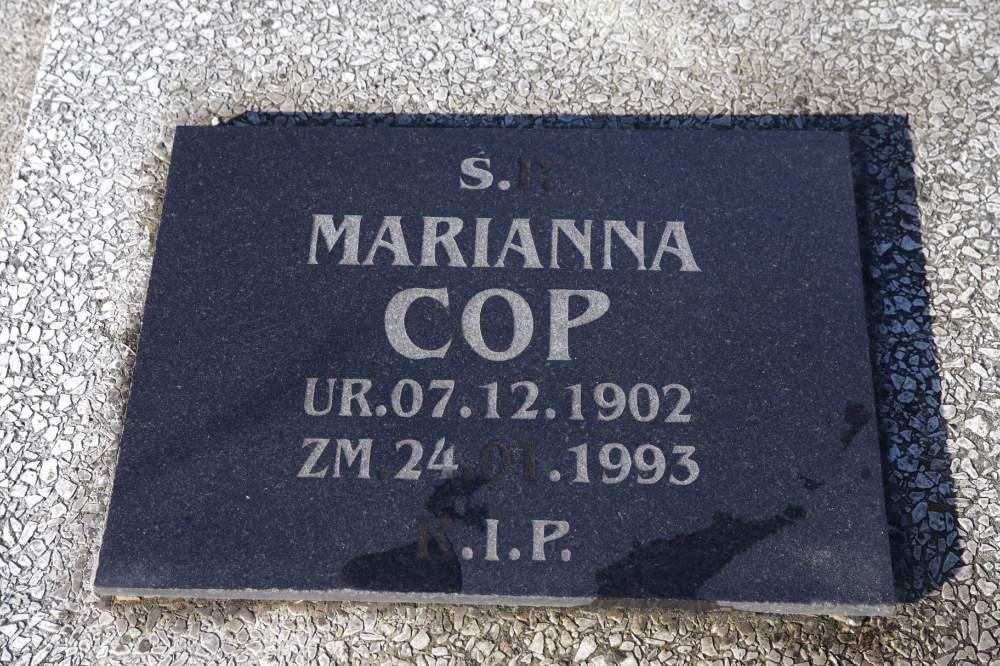 Ś.P.
MARIANNA
COP
UR.07.12.1902
ZM.24.01.1993
R.I.P.